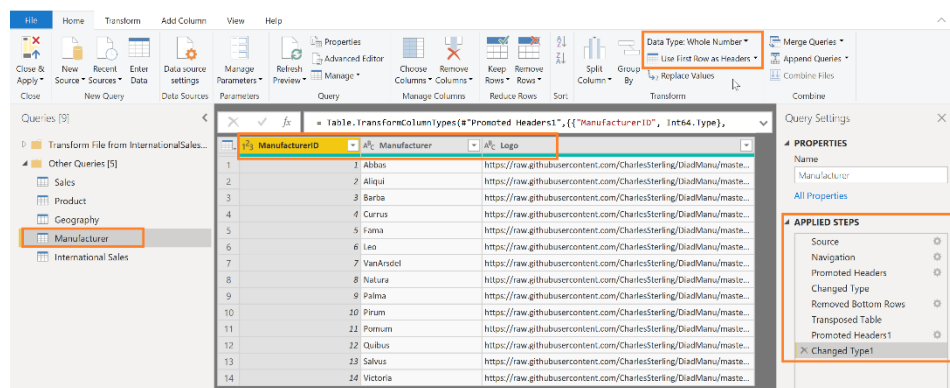 File Home Transform Add Column View Help
Close & Apply New Source Recent Sources Enter Data Data source settings Manage Parameters Refresh Preview Properties Advanced Editor Manage Choose Columns Remove Columns Keep Rows Remove Rows Split Column Group By Data Type: Whole Number Use First Row as Headers Replace Values Merge Queries Append Queries Combine Files
Close New Query Data Sources Parameters Query Manage Columns Reduce Rows Sort Transform Combine
Queries [9]
fx = Table.TransformColumnTypes(#"Promoted Headers1",{{"ManufacturerID", Int64.Type},
Query Settings
Transform File from InternationalSales...
Other Queries [5]
Sales
Product
Geography
Manufacturer
International Sales
123 ManufacturerID ABC Manufacturer ABC Logo
1 1 Abbas https://raw.githubusercontent.com/CharlesSterling/DiadManu/maste...
2 2 Aliqui https://raw.githubusercontent.com/CharlesSterling/DiadManu/maste...
3 3 Barba https://raw.githubusercontent.com/CharlesSterling/DiadManu/maste...
4 4 Currus https://raw.githubusercontent.com/CharlesSterling/DiadManu/maste...
5 5 Fama https://raw.githubusercontent.com/CharlesSterling/DiadManu/maste...
6 6 Leo https://raw.githubusercontent.com/CharlesSterling/DiadManu/maste...
7 7 VanArsdel https://raw.githubusercontent.com/CharlesSterling/DiadManu/maste...
8 8 Natura https://raw.githubusercontent.com/CharlesSterling/DiadManu/maste...
9 9 Palma https://raw.githubusercontent.com/CharlesSterling/DiadManu/maste...
10 10 Pirum https://raw.githubusercontent.com/CharlesSterling/DiadManu/maste...
11 11 Pomum https://raw.githubusercontent.com/CharlesSterling/DiadManu/maste...
12 12 Quibus https://raw.githubusercontent.com/CharlesSterling/DiadManu/maste...
13 13 Salvus https://raw.githubusercontent.com/CharlesSterling/DiadManu/maste...
14 14 Victoria https://raw.githubusercontent.com/CharlesSterling/DiadManu/maste...
PROPERTIES
Name
Manufacturer
All Properties
APPLIED STEPS
Source
Navigation
Promoted Headers
Changed Type
Removed Bottom Rows
Transposed Table
Promoted Headers1
Changed Type1